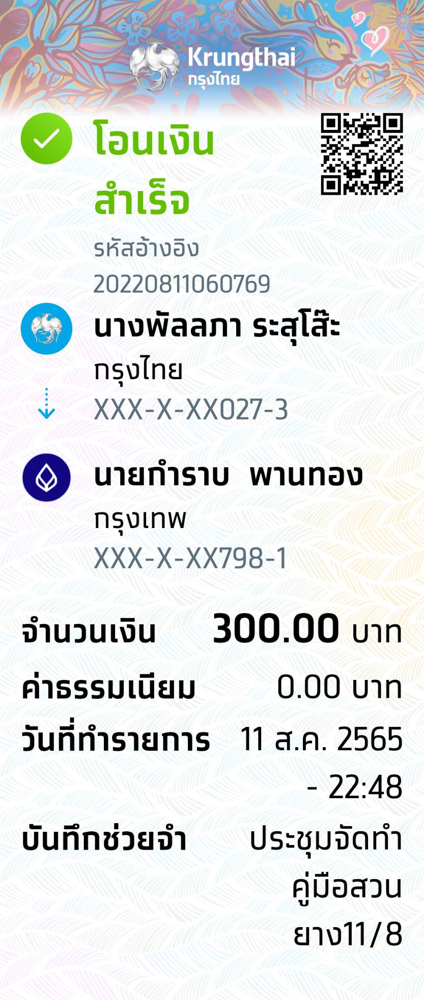 Krungthai
กรุงไทย
โอนเงิน
สำเร็จ
รหัสอ้างอิง
20220811060769
นางพัลลภา ระสุโส๊ะ
กรุงไทย
XXX-X-XX027-3
นายกำราบ  พานทอง
กรุงเทพ
XXX-X-XX798-1
จำนวนเงิน 300.00 บาท
ค่าธรรมเนียม 0.00 บาท
วันที่ทำรายการ 11 ส.ค. 2565
- 22:48
บันทึกช่วยจำ ประชุมจัดทำ
คู่มือสวน
ยาง11/8